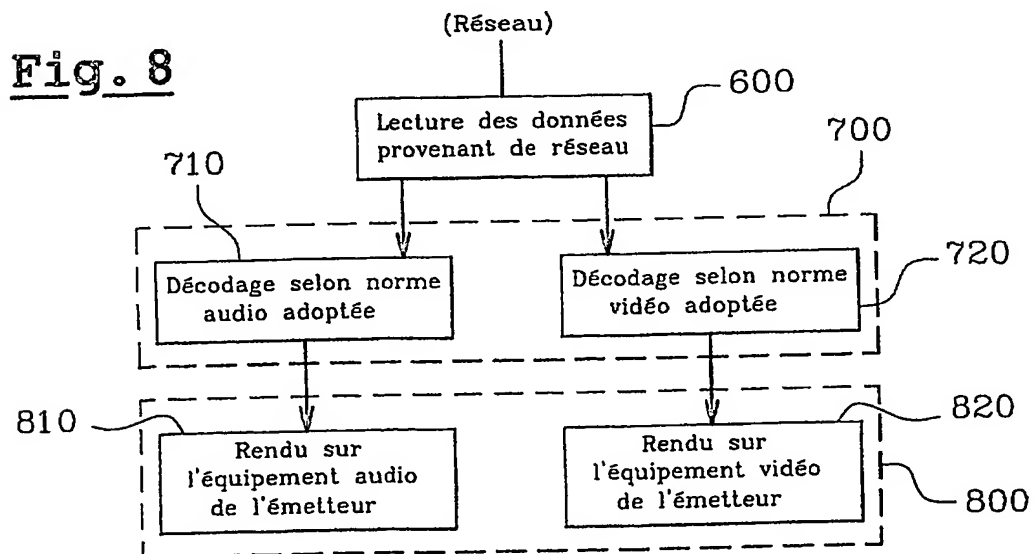 Fig. 8
(Réseau)
600
Lecture des données
provenant de réseau
700
710
Décodage selon norme
audio adoptée
Décodage selon norme
vidéo adoptée
720
810
Rendu sur
l'équipement audio
de l'émetteur
820
Rendu sur
l'équipement vidéo
de l'émetteur
800